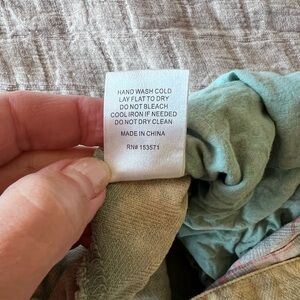 HAND WASH COLD
LAY FLAT TO DRY
DO NOT BLEACH
COOL IRON IF NEEDED
DO NOT DRY CLEAN
MADE IN CHINA
RN# 153571